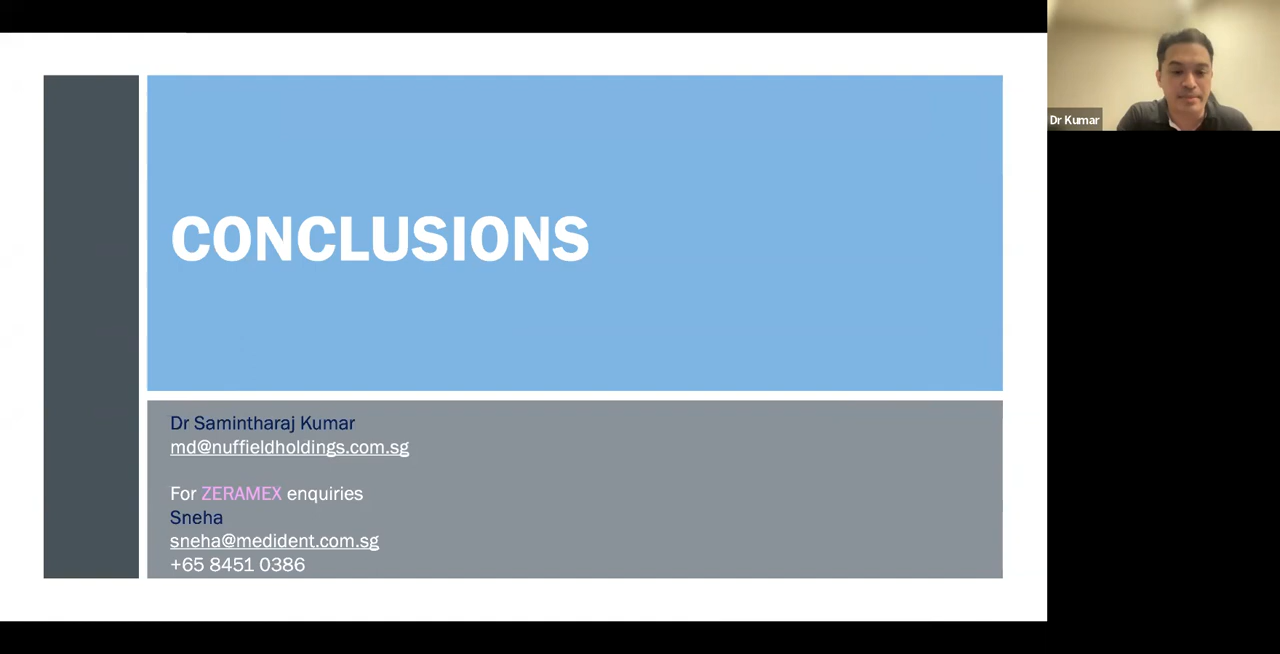 CONCLUSIONS
Dr Samintharaj Kumar
md@nuffieldholdings.com.sg
For ZERAMEX enquiries
Sneha
sneha@medident.com.sg
+65 8451 0386
Dr Kumar